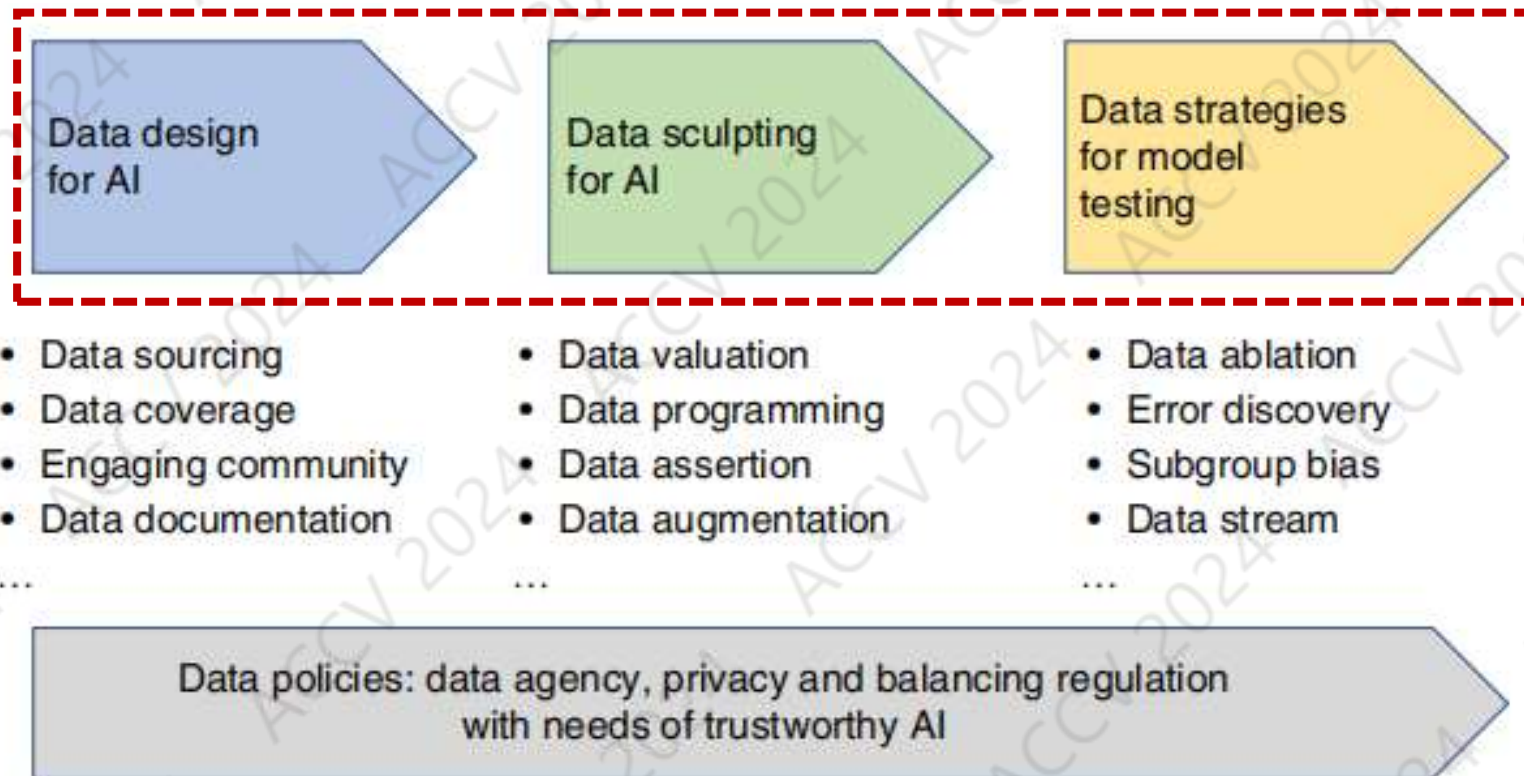 Data design
for AI
Data sculpting
for AI
Data strategies
for model
testing
• Data sourcing
• Data coverage
• Engaging community
• Data documentation
...
• Data valuation
• Data programming
• Data assertion
• Data augmentation
...
• Data ablation
• Error discovery
• Subgroup bias
• Data stream
...
Data policies: data agency, privacy and balancing regulation
with needs of trustworthy AI
ACCV 2024